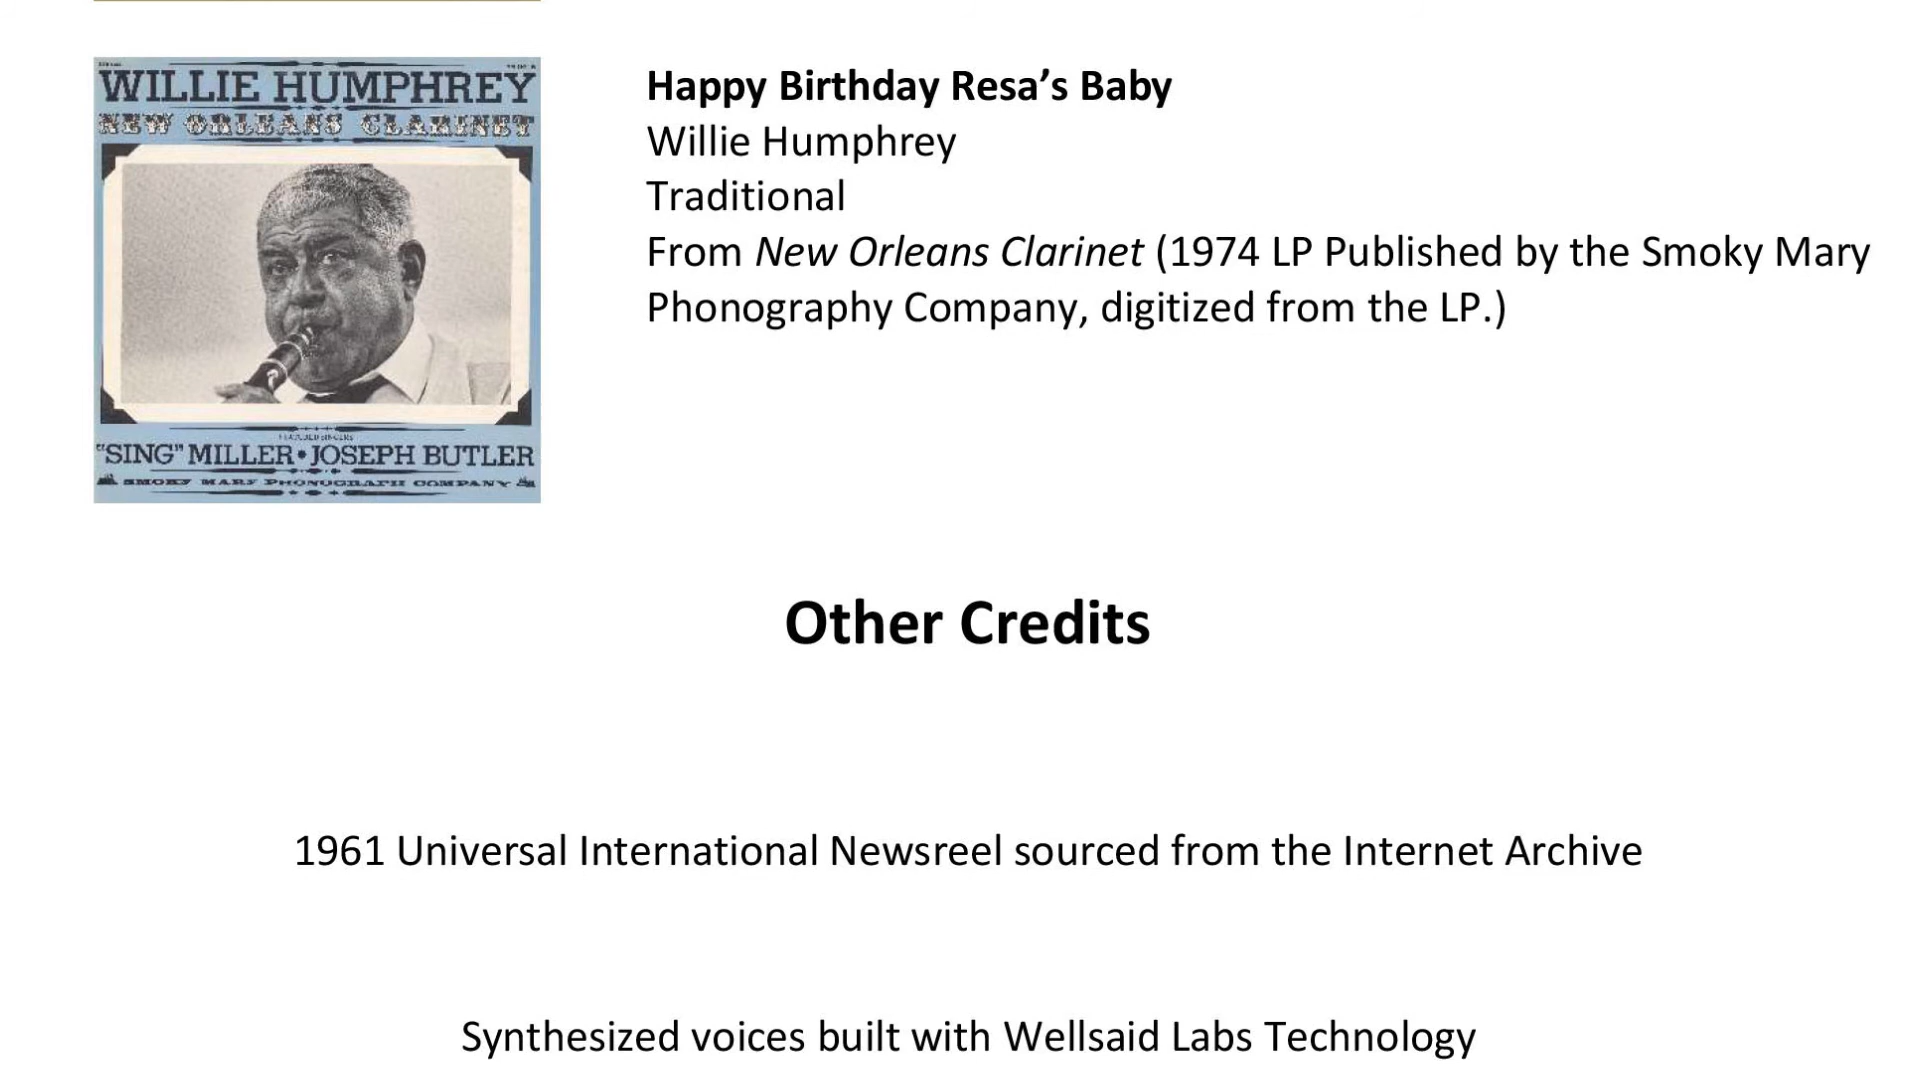 WILLIE HUMPHREY
NEW ORLEANS CLARINET
"SING" MILLER • JOSEPH BUTLER
SMOKY MARY PHONOGRAPH COMPANY
Happy Birthday Resa’s Baby
Willie Humphrey
Traditional
From New Orleans Clarinet (1974 LP Published by the Smoky Mary
Phonography Company, digitized from the LP.)
Other Credits
1961 Universal International Newsreel sourced from the Internet Archive
Synthesized voices built with Wellsaid Labs Technology